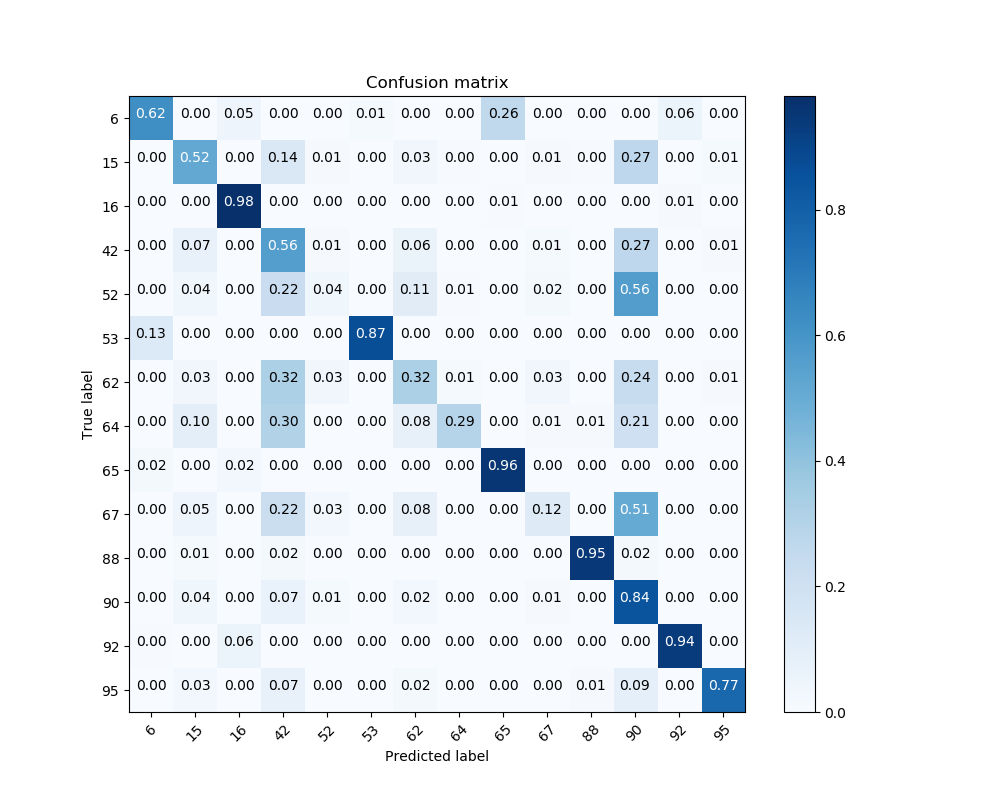 Confusion matrix
6 0.62 0.00 0.05 0.00 0.00 0.01 0.00 0.00 0.26 0.00 0.00 0.00 0.06 0.00
15 0.00 0.52 0.00 0.14 0.01 0.00 0.03 0.00 0.00 0.01 0.00 0.27 0.00 0.01
16 0.00 0.00 0.98 0.00 0.00 0.00 0.00 0.00 0.01 0.00 0.00 0.00 0.01 0.00
42 0.00 0.07 0.00 0.56 0.01 0.00 0.06 0.00 0.00 0.01 0.00 0.27 0.00 0.01
52 0.00 0.04 0.00 0.22 0.04 0.00 0.11 0.01 0.00 0.02 0.00 0.56 0.00 0.00
53 0.13 0.00 0.00 0.00 0.00 0.87 0.00 0.00 0.00 0.00 0.00 0.00 0.00 0.00
62 0.00 0.03 0.00 0.32 0.03 0.00 0.32 0.01 0.00 0.03 0.00 0.24 0.00 0.01
64 0.00 0.10 0.00 0.30 0.00 0.00 0.08 0.29 0.00 0.01 0.01 0.21 0.00 0.00
65 0.02 0.00 0.02 0.00 0.00 0.00 0.00 0.00 0.96 0.00 0.00 0.00 0.00 0.00
67 0.00 0.05 0.00 0.22 0.03 0.00 0.08 0.00 0.00 0.12 0.00 0.51 0.00 0.00
88 0.00 0.01 0.00 0.02 0.00 0.00 0.00 0.00 0.00 0.00 0.95 0.02 0.00 0.00
90 0.00 0.04 0.00 0.07 0.01 0.00 0.02 0.00 0.00 0.01 0.00 0.84 0.00 0.00
92 0.00 0.00 0.06 0.00 0.00 0.00 0.00 0.00 0.00 0.00 0.00 0.00 0.94 0.00
95 0.00 0.03 0.00 0.07 0.00 0.00 0.02 0.00 0.00 0.00 0.01 0.09 0.00 0.77
6 15 16 42 52 53 62 64 65 67 88 90 92 95
Predicted label
True label
0.8
0.6
0.4
0.2
0.0